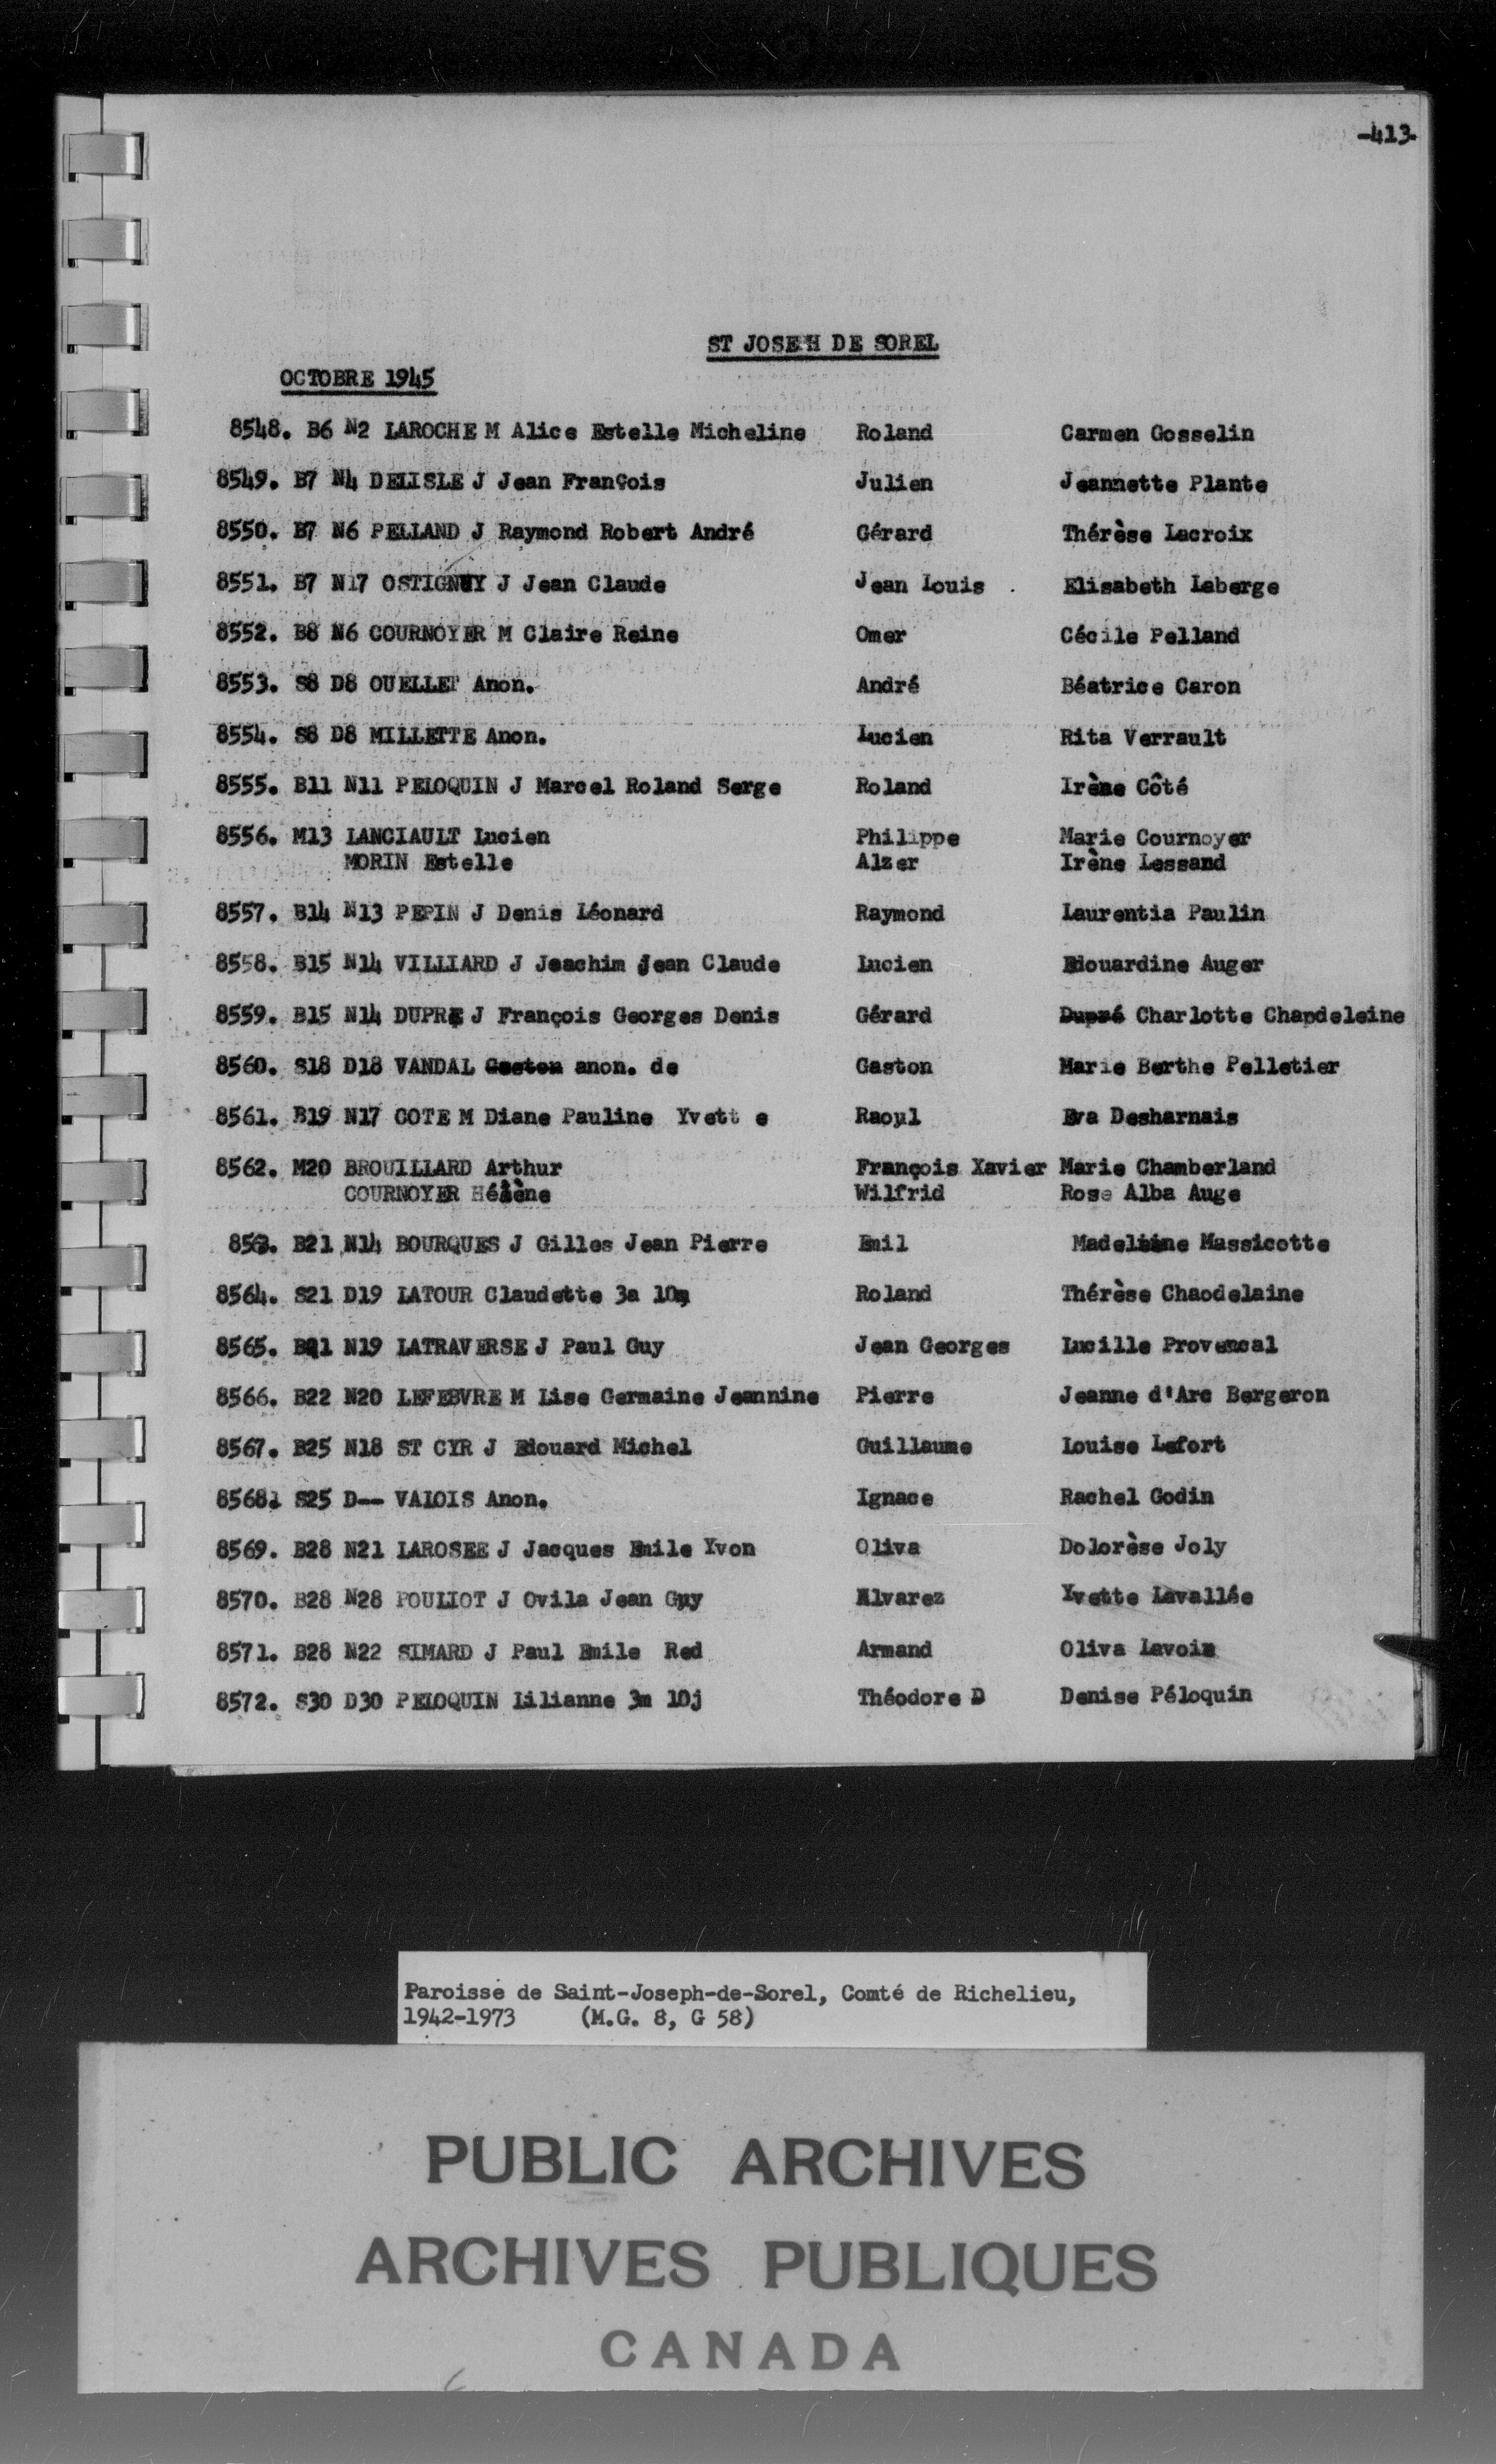 -413-
ST JOSEPH DE SOREL
OCTOBRE 1945
8548. B6 N2 LAROCHE M Alice Estelle Micheline Roland Carmen Gosselin
8549. B7 N4 DELISLE J Jean François Julien Jeannette Plante
8550. B7 N6 PELLAND J Raymond Robert André Gérard Thérèse Lacroix
8551. B7 N17 OSTIGNUY J Jean Claude Jean Louis Elisabeth Laberge
8552. B8 N6 COURNOYER M Claire Reine Omer Cécile Pelland
8553. S8 D8 OUELLET Anon. André Béatrice Caron
8554. S8 D8 MILLETTE Anon. Lucien Rita Verrault
8555. B11 N11 PELOQUIN J Marcel Roland Serge Roland Irène Côté
8556. M13 LANCIAULT Lucien Philippe Marie Cournoyer
MORIN Estelle Alzer Irène Lessard
8557. B14 N13 PEPIN J Denis Léonard Raymond Laurentia Paulin
8558. B15 N14 VILLIARD J Joachim Jean Claude Lucien Edouardine Auger
8559. B15 N14 DUPRE J François Georges Denis Gérard Dupré Charlotte Chapdeleine
8560. S18 D18 VANDAL Gaston anon. de Gaston Marie Berthe Pelletier
8561. B19 N17 COTE M Diane Pauline Yvett e Raoul Eva Desharnais
8562. M20 BROUILLARD Arthur François Xavier Marie Chamberland
COURNOYER Hélène Wilfrid Rose Alba Auge
8563. B21 N14 BOURQUES J Gilles Jean Pierre Emil Madeleine Massicotte
8564. S21 D19 LATOUR Claudette 3a 10m Roland Thérèse Chaodelaine
8565. B21 N19 LATRAVERSE J Paul Guy Jean Georges Lucille Provencal
8566. B22 N20 LEFEBVRE M Lise Germaine Jeannine Pierre Jeanne d'Arc Bergeron
8567. B25 N18 ST CYR J Edouard Michel Guillaume Louise Lefort
8568. S25 D-- VALOIS Anon. Ignace Rachel Godin
8569. B28 N21 LAROSEE J Jacques Emile Yvon Oliva Dolorèse Joly
8570. B28 N28 POULIOT J Ovila Jean Guy Alvarez Yvette Lavallée
8571. B28 N22 SIMARD J Paul Emile Red Armand Oliva Lavoie
8572. S30 D30 PELOQUIN Lilianne 3m 10j Théodore D Denise Péloquin
Paroisse de Saint-Joseph-de-Sorel, Comté de Richelieu,
1942-1973 (M.G. 8, G 58)
PUBLIC ARCHIVES
ARCHIVES PUBLIQUES
CANADA